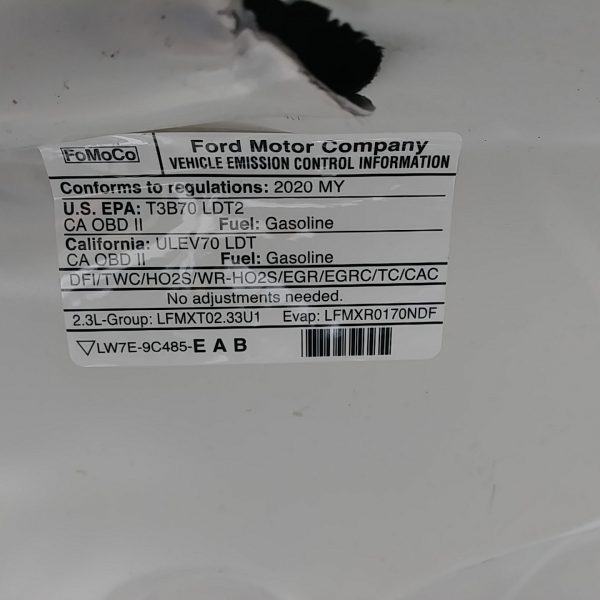 FoMoCo
Ford Motor Company
VEHICLE EMISSION CONTROL INFORMATION
Conforms to regulations: 2020 MY
U.S. EPA: T3B70 LDT2
CA OBD II Fuel: Gasoline
California: ULEV70 LDT
CA OBD II Fuel: Gasoline
DFI/TWC/HO2S/WR-HO2S/EGR/EGRC/TC/CAC
No adjustments needed.
2.3L-Group: LFMXT02.33U1 Evap: LFMXR0170NDF
▽LW7E-9C485-E A B